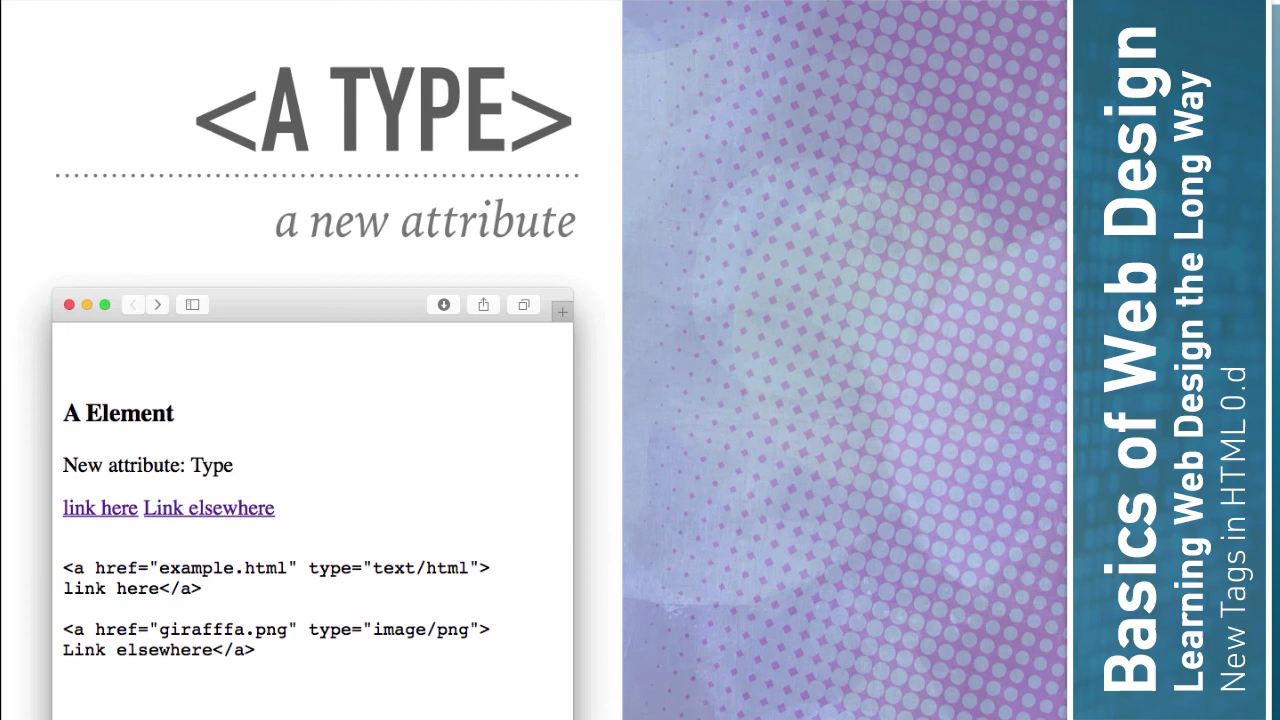 <A TYPE>
a new attribute
A Element
New attribute: Type
link here Link elsewhere
<a href="example.html" type="text/html">
link here</a>
<a href="girafffa.png" type="image/png">
Link elsewhere</a>
Basics of Web Design
Learning Web Design the Long Way
New Tags in HTML 0.d